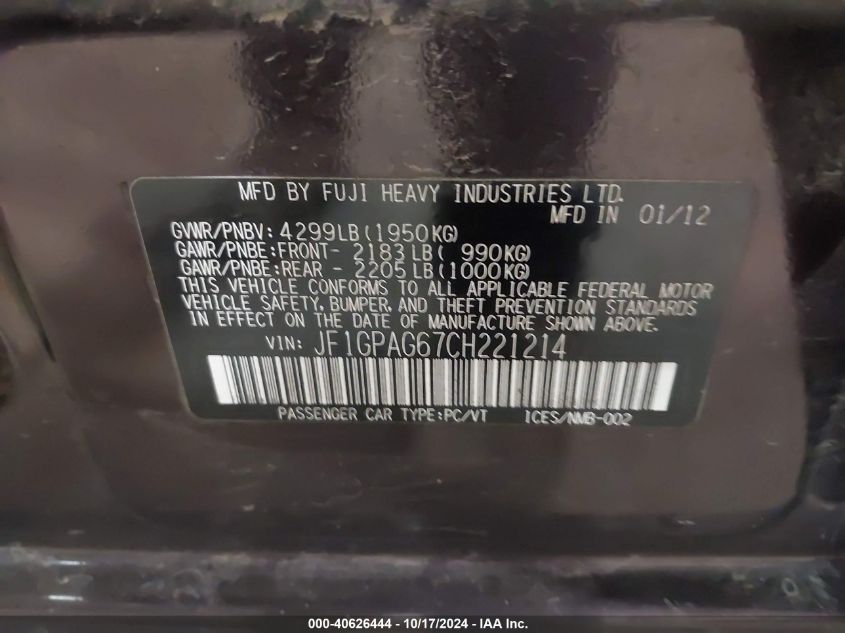 MFD BY FUJI HEAVY INDUSTRIES LTD.
MFD IN 01/12
GVWR/PNBV: 4299LB(1950KG)
GAWR/PNBE:FRONT- 2183LB( 990KG)
GAWR/PNBE:REAR - 2205LB(1000KG)
THIS VEHICLE CONFORMS TO ALL APPLICABLE FEDERAL MOTOR
VEHICLE SAFETY, BUMPER, AND THEFT PREVENTION STANDARDS
IN EFFECT ON THE DATE OF MANUFACTURE SHOWN ABOVE.
VIN: JF1GPAG67CH221214
PASSENGER CAR TYPE:PC/VT ICES/NMB-002
000-40626444 - 10/17/2024 - IAA Inc.